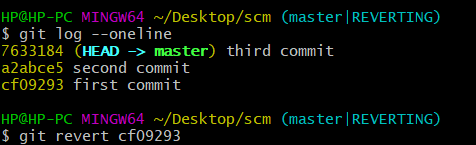 HP@HP-PC MINGW64 ~/Desktop/scm (master|REVERTING)
$ git log --oneline
7633184 (HEAD -> master) third commit
a2abce5 second commit
cf09293 first commit
HP@HP-PC MINGW64 ~/Desktop/scm (master|REVERTING)
$ git revert cf09293